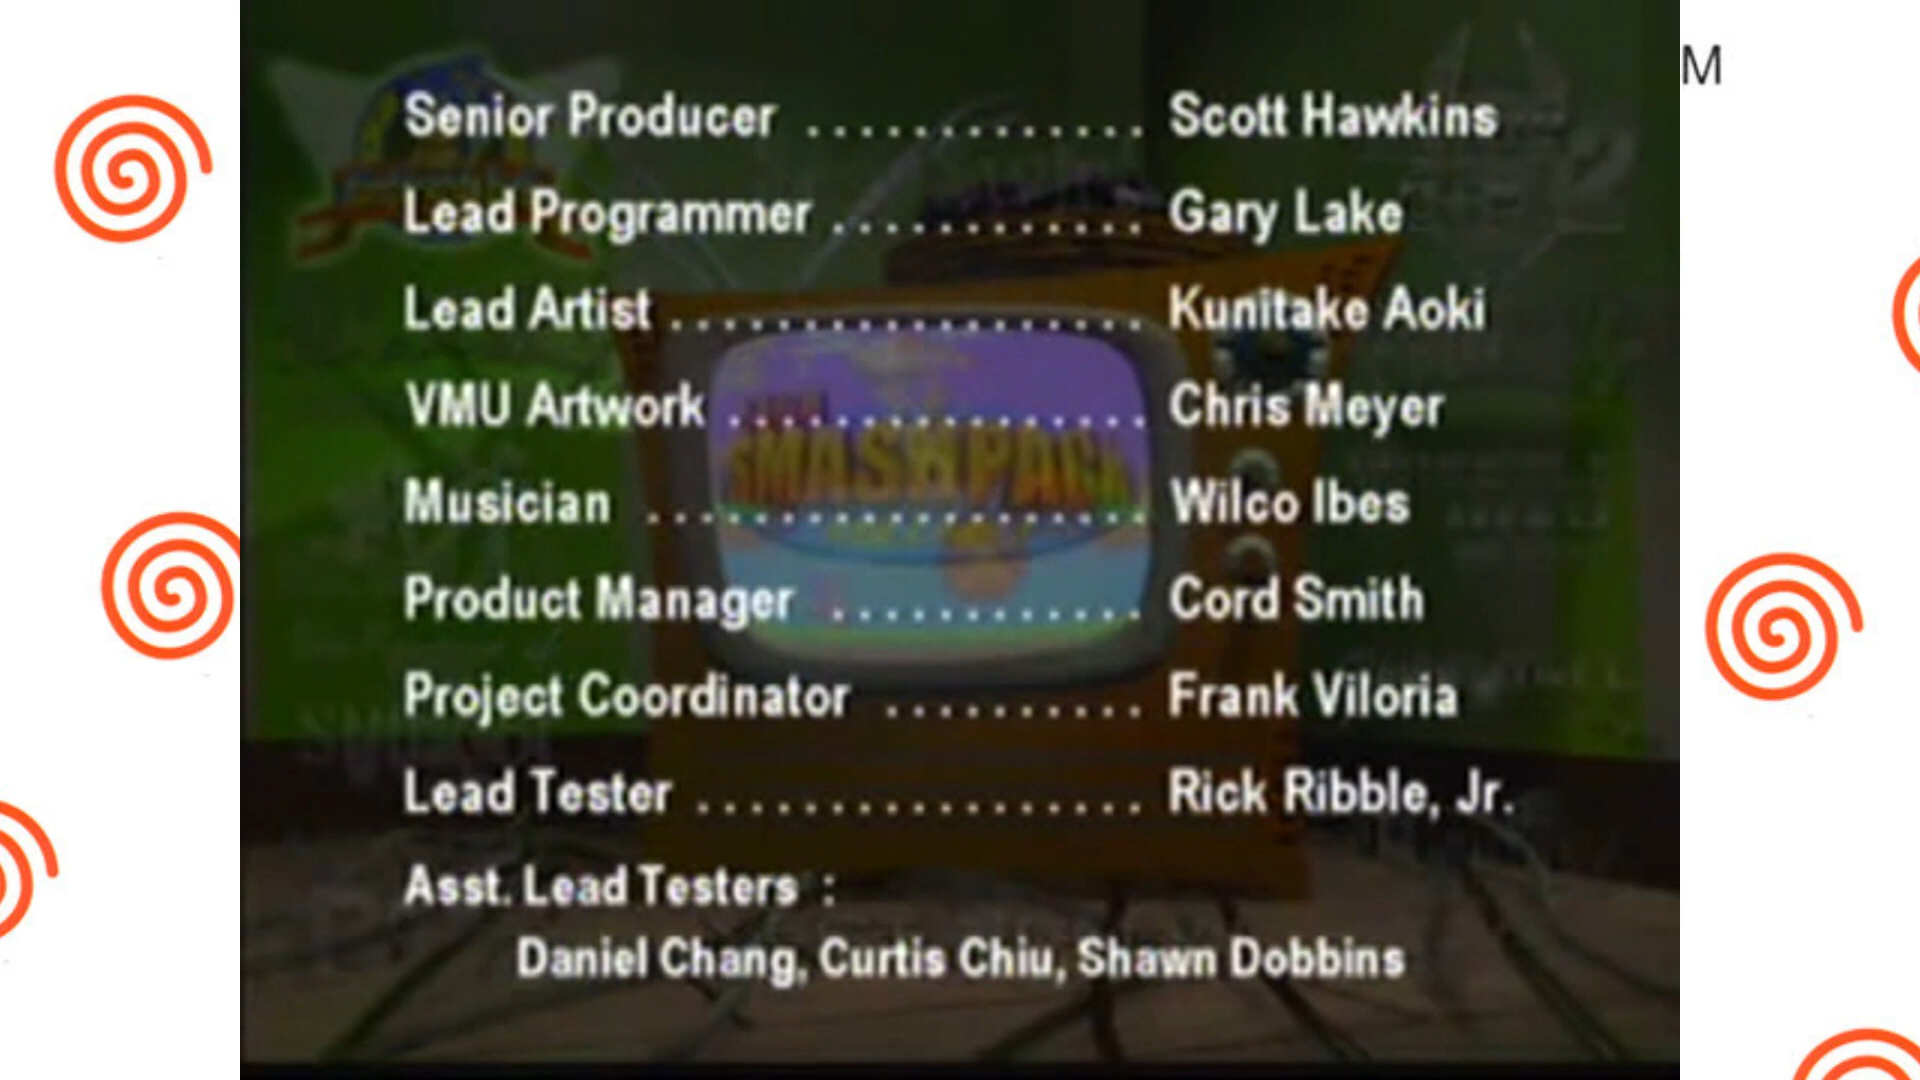 M
Senior Producer ............. Scott Hawkins
Lead Programmer ............ Gary Lake
Lead Artist .................. Kunitake Aoki
VMU Artwork ................ Chris Meyer
Musician ................... Wilco Ibes
Product Manager ............ Cord Smith
Project Coordinator .......... Frank Viloria
Lead Tester ................. Rick Ribble, Jr.
Asst. Lead Testers :
Daniel Chang, Curtis Chiu, Shawn Dobbins
SMASH PACK